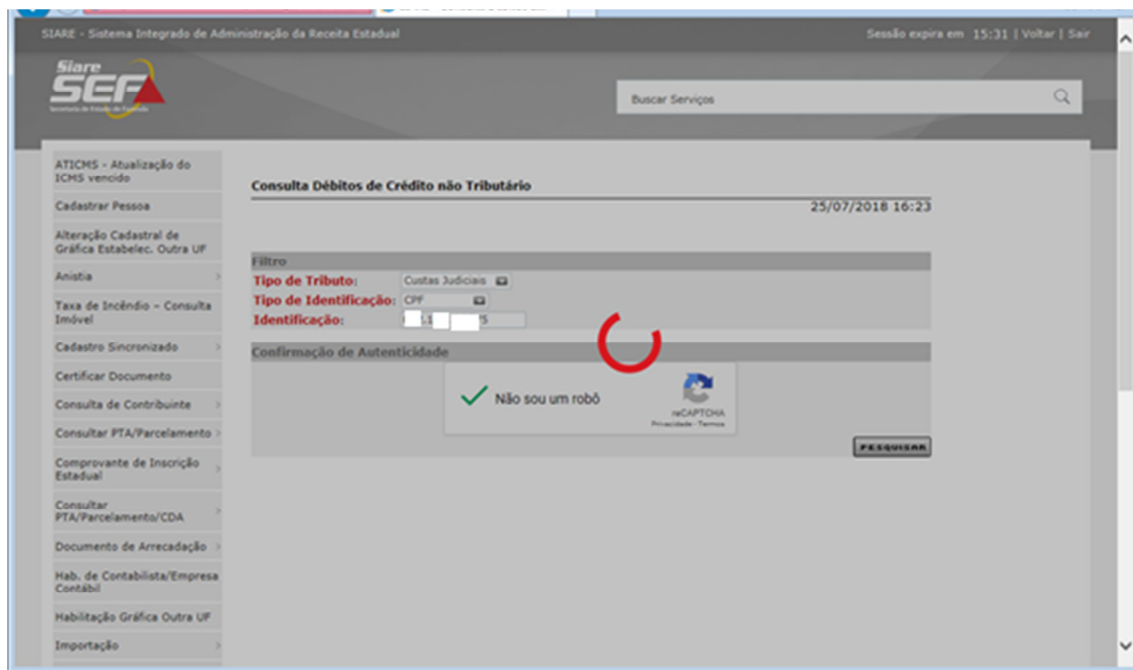 SIARE - Sistema Integrado de Administração da Receita Estadual
Sessão expira em 15:31 | Voltar | Sair
Siare
SEF
Secretaria de Estado de Fazenda
Buscar Serviços
ATICMS - Atualização do
ICMS vencido
Cadastrar Pessoa
Alteração Cadastral de
Gráfica Estabelec. Outra UF
Anistia >
Taxa de Incêndio - Consulta
Imóvel
Cadastro Sincronizado >
Certificar Documento
Consulta de Contribuinte >
Consultar PTA/Parcelamento >
Comprovante de Inscrição
Estadual >
Consultar
PTA/Parcelamento/CDA >
Documento de Arrecadação >
Hab. de Contabilista/Empresa
Contábil
Habilitação Gráfica Outra UF
Importação >
Consulta Débitos de Crédito não Tributário
25/07/2018 16:23
Filtro
Tipo de Tributo: Custas Judiciais
Tipo de Identificação: CPF
Identificação:
Confirmação de Autenticidade
Não sou um robô
reCAPTCHA
Privacidade - Termos
PESQUISAR